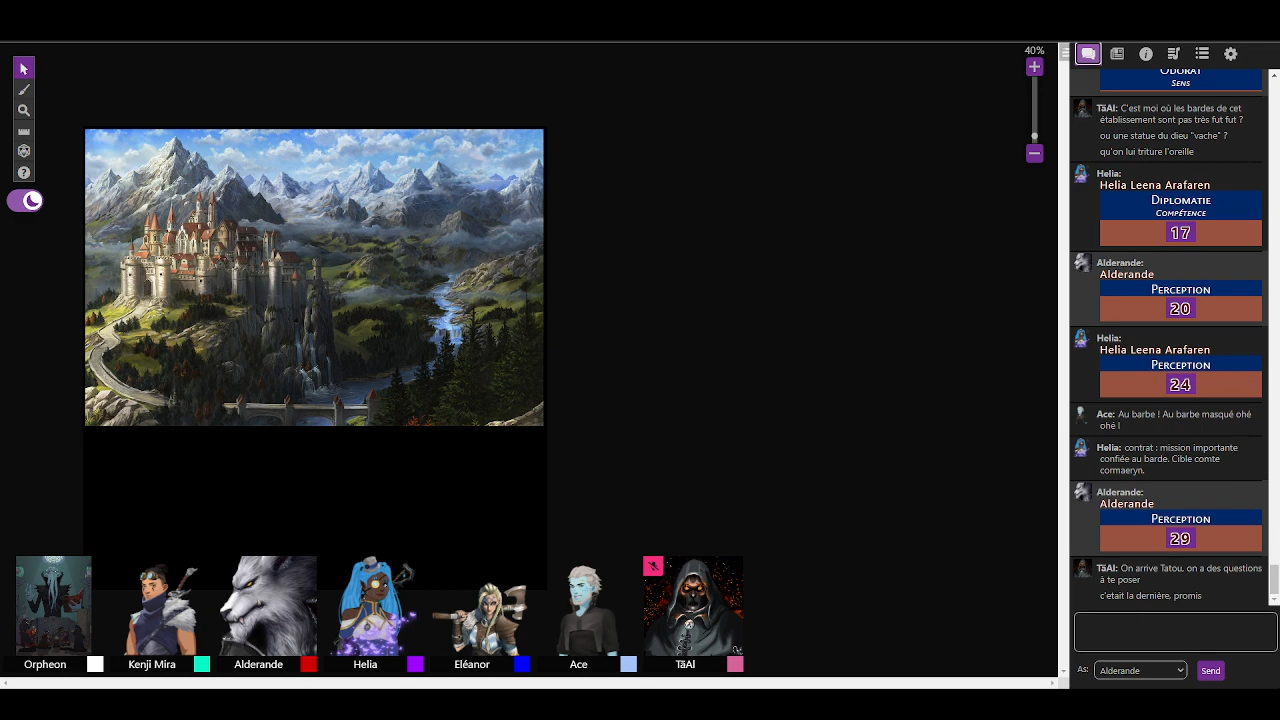 40%
ODORAT
SENS
TāAl: C'est moi où les bardes de cet
établissement sont pas très fut fut ?
ou une statue du dieu "vache" ?
qu'on lui triture l'oreille
Helia:
Helia Leena Arafaren
DIPLOMATIE
COMPÉTENCE
17
Alderande:
Alderande
PERCEPTION
20
Helia:
Helia Leena Arafaren
PERCEPTION
24
Ace: Au barbe ! Au barbe masqué ohé
ohé !
Helia: contrat : mission importante
confiée au barde. Cible comte
cormaeryn.
Alderande:
Alderande
PERCEPTION
29
TāAl: On arrive Tatou. on a des questions
à te poser
c'etait la dernière, promis
Orpheon
Kenji Mira
Alderande
Helia
Eléanor
Ace
TāAl
As:
Alderande
Send